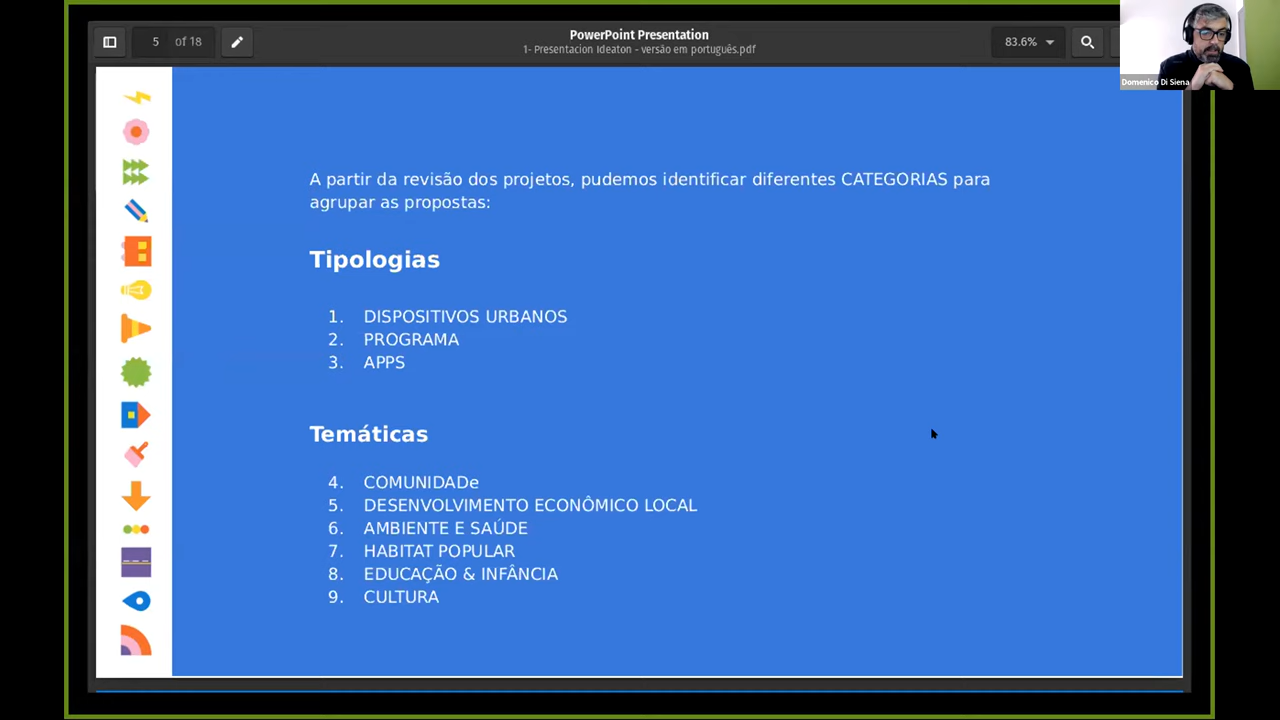 PowerPoint Presentation
5 of 18
1- Presentacion Ideaton - versão em português.pdf
83.6%
Domenico Di Siena
A partir da revisão dos projetos, pudemos identificar diferentes CATEGORIAS para
agrupar as propostas:
Tipologias
1. DISPOSITIVOS URBANOS
2. PROGRAMA
3. APPS
Temáticas
4. COMUNIDADe
5. DESENVOLVIMENTO ECONÔMICO LOCAL
6. AMBIENTE E SAÚDE
7. HABITAT POPULAR
8. EDUCAÇÃO & INFÂNCIA
9. CULTURA